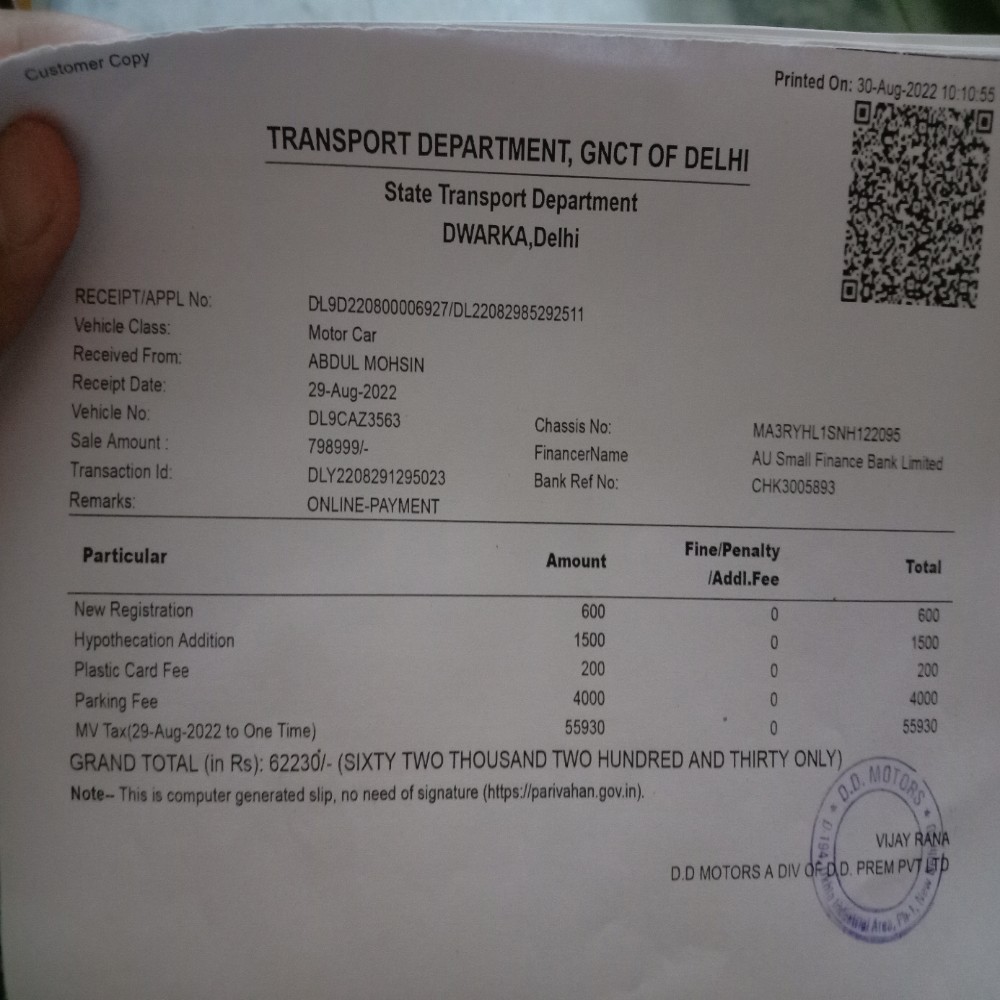 Customer Copy
Printed On: 30-Aug-2022 10:10:55
TRANSPORT DEPARTMENT, GNCT OF DELHI
State Transport Department
DWARKA,Delhi
RECEIPT/APPL No: DL9D220800006927/DL22082985292511
Vehicle Class: Motor Car
Received From: ABDUL MOHSIN
Receipt Date: 29-Aug-2022
Vehicle No: DL9CAZ3563 Chassis No: MA3RYHL1SNH122095
Sale Amount : 798999/- FinancerName AU Small Finance Bank Limited
Transaction Id: DLY2208291295023 Bank Ref No: CHK3005893
Remarks: ONLINE-PAYMENT
Particular Amount Fine/Penalty /Addl.Fee Total
New Registration 600 0 600
Hypothecation Addition 1500 0 1500
Plastic Card Fee 200 0 200
Parking Fee 4000 0 4000
MV Tax(29-Aug-2022 to One Time) 55930 0 55930
GRAND TOTAL (in Rs): 62230/- (SIXTY TWO THOUSAND TWO HUNDRED AND THIRTY ONLY)
Note-- This is computer generated slip, no need of signature (https://parivahan.gov.in).
VIJAY RANA
D.D MOTORS A DIV OF D.D. PREM PVT LTD
D.D. MOTORS
Industrial Area, Ph-1, New